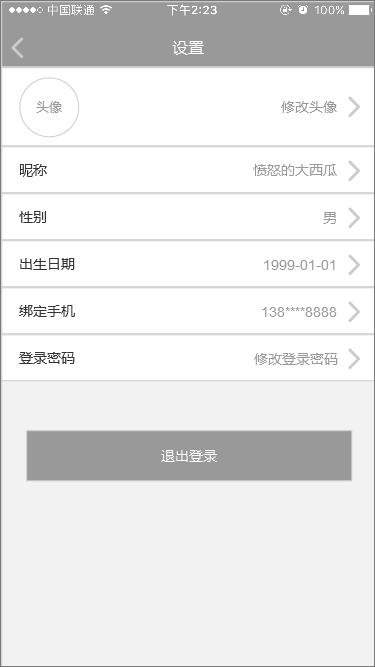 中国联通 下午2:23 100%
设置
头像 修改头像
昵称 愤怒的大西瓜
性别 男
出生日期 1999-01-01
绑定手机 138****8888
登录密码 修改登录密码
退出登录